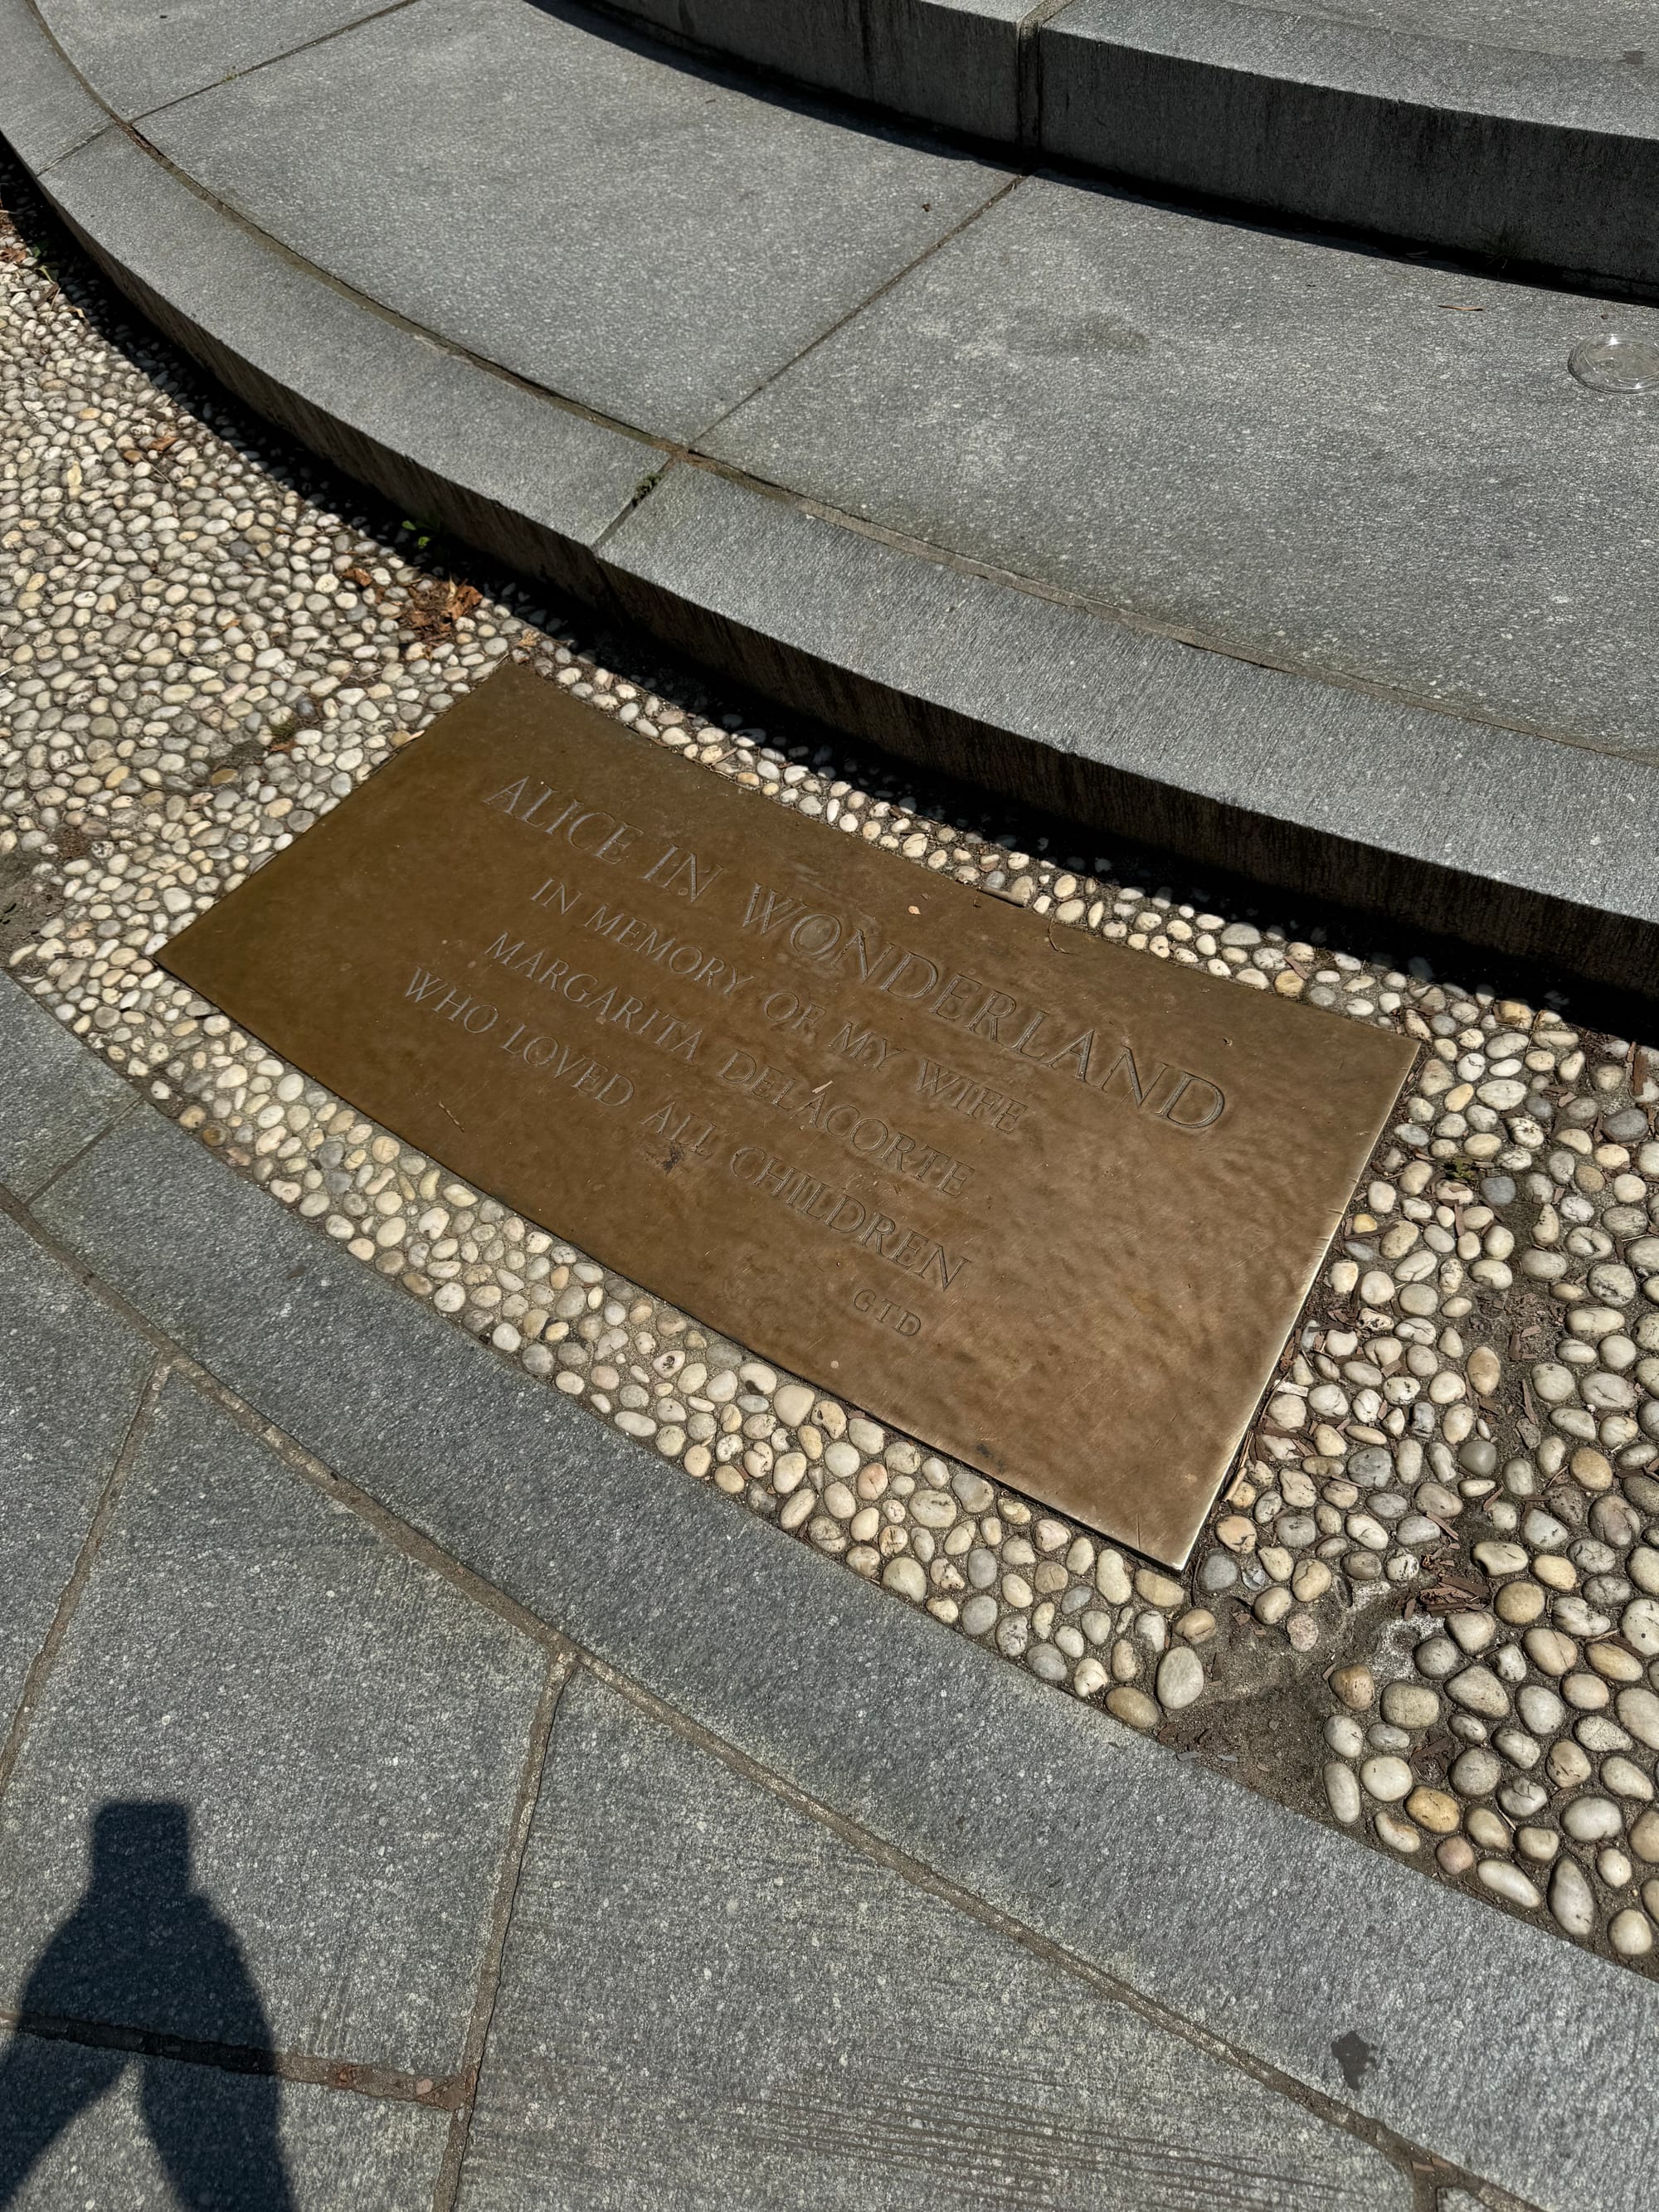 ALICE IN WONDERLAND
IN MEMORY OF MY WIFE
MARGARITA DELACORTE
WHO LOVED ALL CHILDREN
GTD